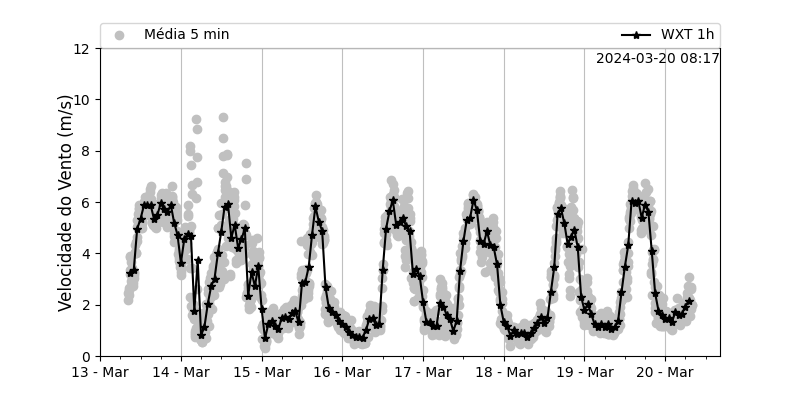 Média 5 min
WXT 1h
2024-03-20 08:17
Velocidade do Vento (m/s)
12
10
8
6
4
2
0
13 - Mar
14 - Mar
15 - Mar
16 - Mar
17 - Mar
18 - Mar
19 - Mar
20 - Mar